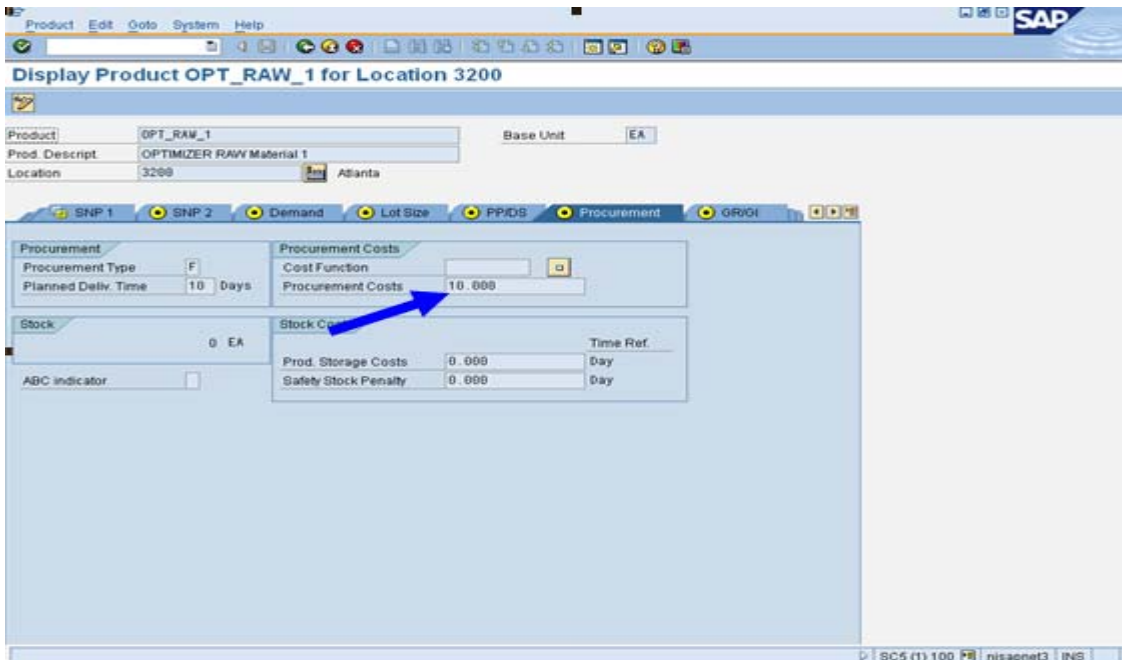 Product Edit Goto System Help
SAP
Display Product OPT_RAW_1 for Location 3200
Product OPT_RAW_1 Base Unit EA
Prod. Descript. OPTIMIZER RAW Material 1
Location 3200 Atlanta
SNP 1 SNP 2 Demand Lot Size PP/DS Procurement GR/GI
Procurement Procurement Costs
Procurement Type F Cost Function
Planned Deliv. Time 10 Days Procurement Costs 10.000
Stock Stock
0 EA Time Ref.
Prod. Storage Costs 0.000 Day
ABC indicator Safety Stock Penalty 0.000 Day
SC5 (1) 100 INS